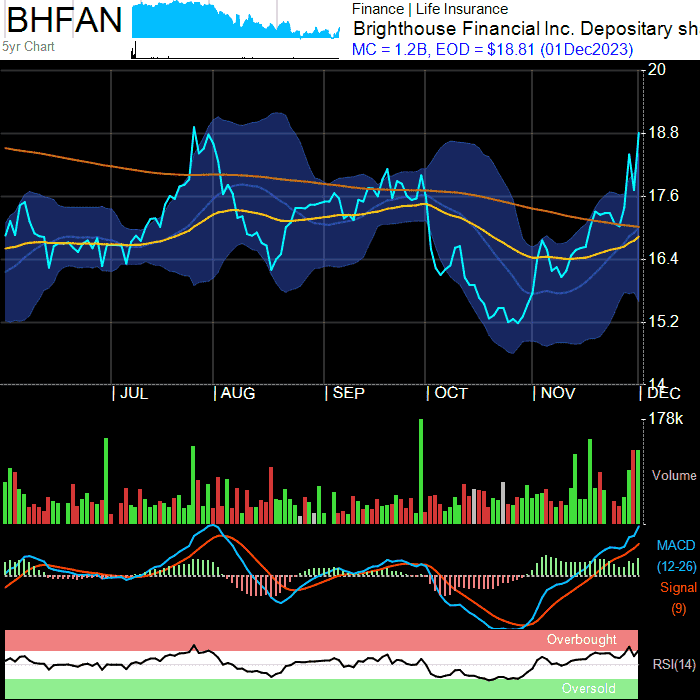 BHFAN
5yr Chart
Finance | Life Insurance
Brighthouse Financial Inc. Depositary sh
MC = 1.2B, EOD = $18.81 (01Dec2023)
20
18.8
17.6
16.4
15.2
14
| JUL | AUG | SEP | OCT | NOV | DEC
178k
Volume
MACD
(12-26)
Signal
(9)
Overbought
RSI(14)
Oversold